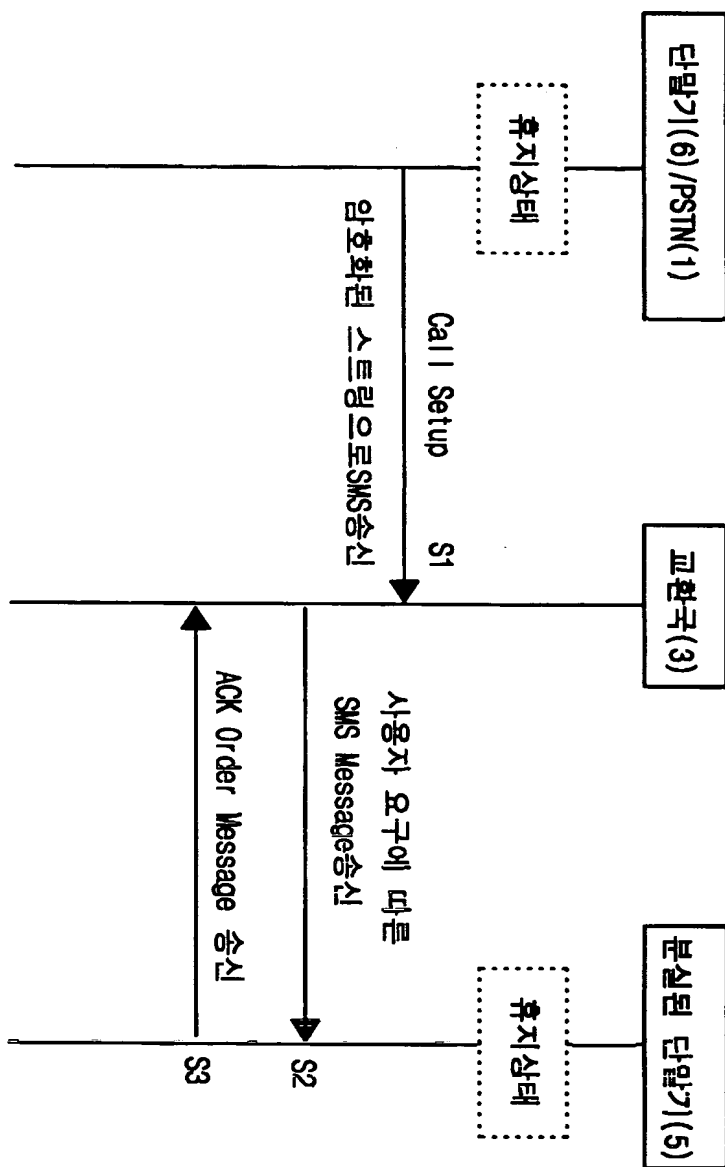 단말기(6)/PSTN(1)
교환국(3)
분실된 단말기(5)
휴지상태
휴지상태
Call Setup S1
암호화된 스트링으로SMS송신
사용자 요구에 따른
SMS Message송신
S2
ACK Order Message 송신
S3